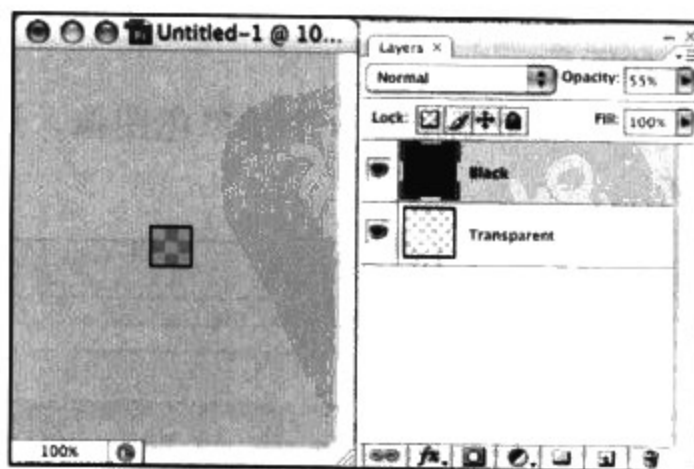 Untitled-1 @ 10...
Layers ×
Normal Opacity: 55%
Lock: Fill: 100%
Black
Transparent
100%